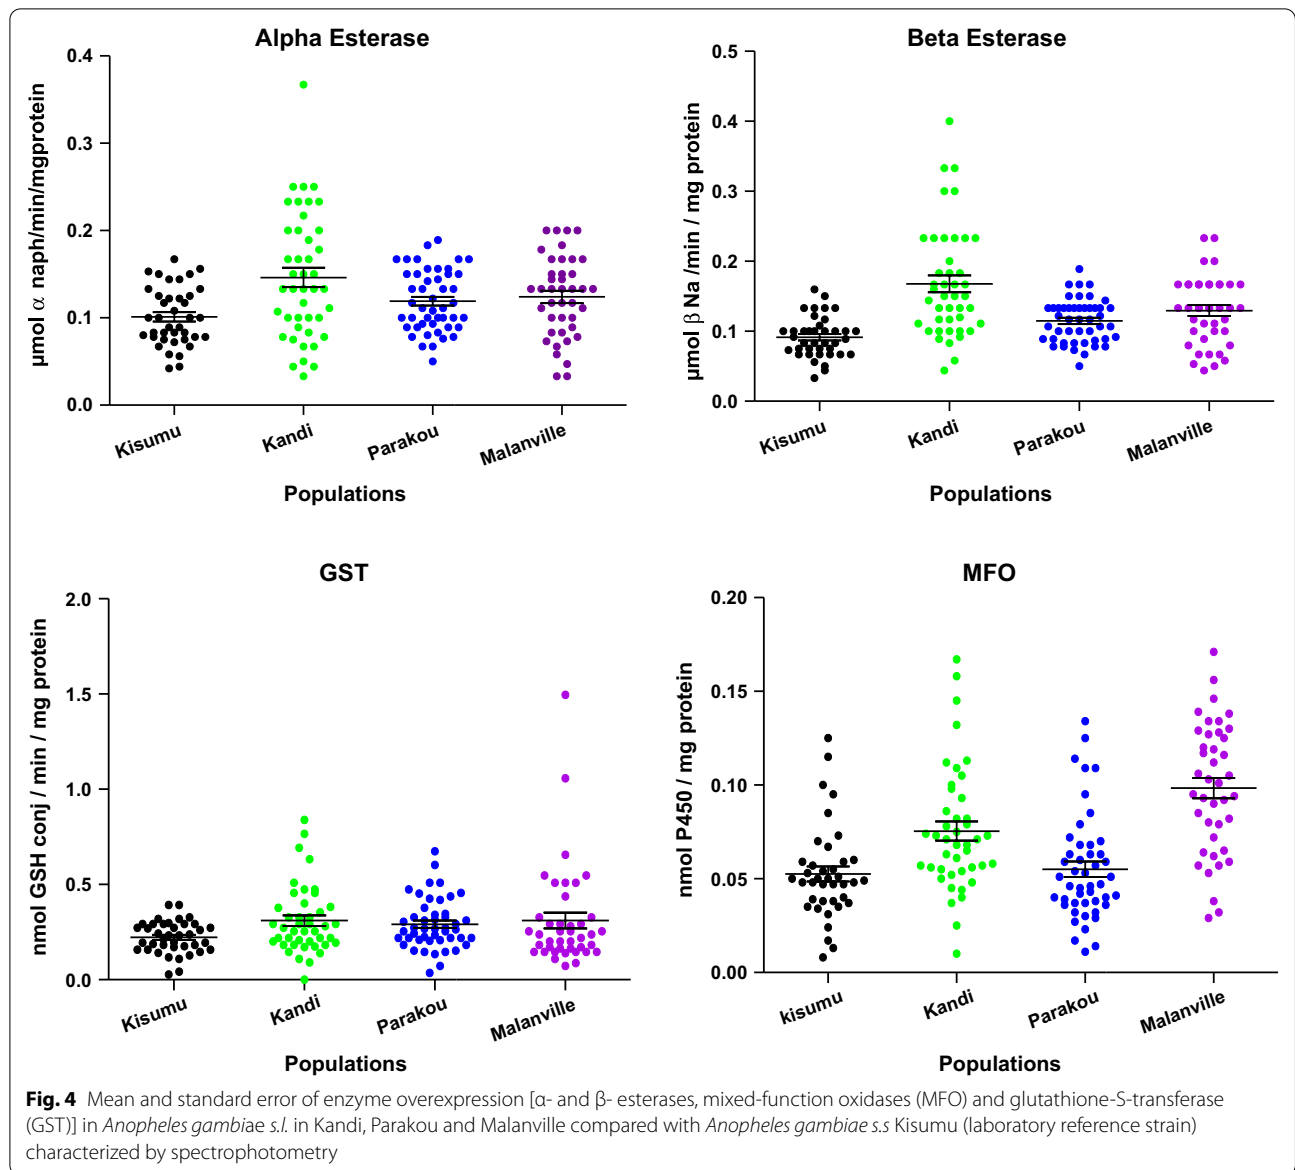 Alpha Esterase
µmol α naph/min/mgprotein
0.4
0.3
0.2
0.1
0.0
Kisumu
Kandi
Parakou
Malanville
Populations
Beta Esterase
µmol β Na /min / mg protein
0.5
0.4
0.3
0.2
0.1
0.0
Kisumu
Kandi
Parakou
Malanville
Populations
GST
nmol GSH conj / min / mg protein
2.0
1.5
1.0
0.5
0.0
Kisumu
Kandi
Parakou
Malanville
Populations
MFO
nmol P450 / mg protein
0.20
0.15
0.10
0.05
0.00
kisumu
Kandi
Parakou
Malanville
Populations
Fig. 4 Mean and standard error of enzyme overexpression [α- and β- esterases, mixed-function oxidases (MFO) and glutathione-S-transferase
(GST)] in Anopheles gambiae s.l. in Kandi, Parakou and Malanville compared with Anopheles gambiae s.s Kisumu (laboratory reference strain)
characterized by spectrophotometry